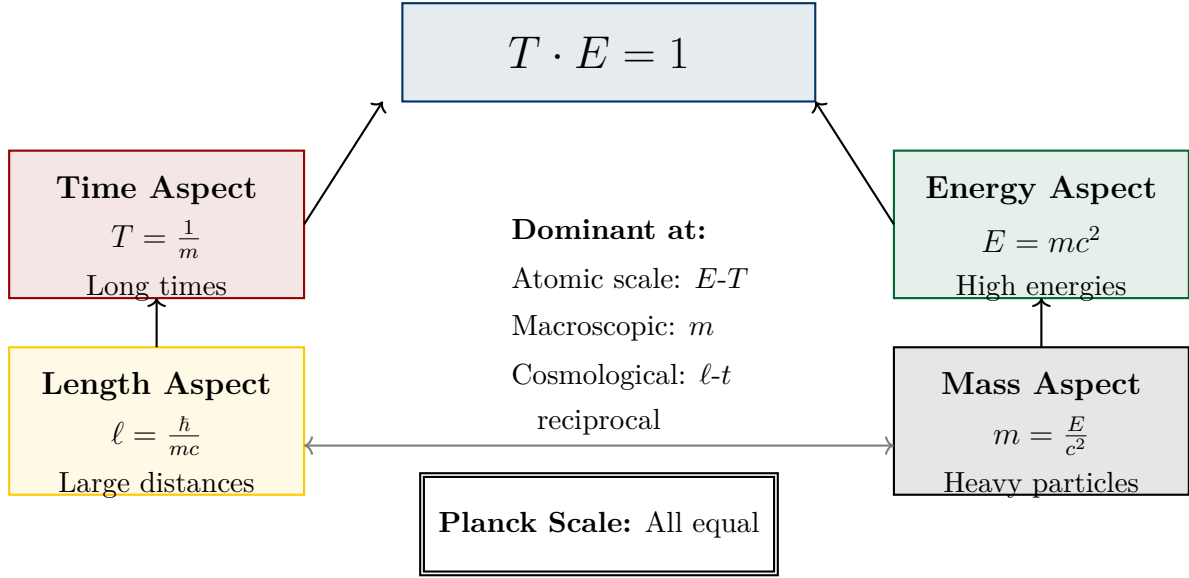 T · E = 1
Time Aspect
T = 1/m
Long times
Energy Aspect
E = mc²
High energies
Dominant at:
Atomic scale: E-T
Macroscopic: m
Cosmological: ℓ-t
reciprocal
Length Aspect
ℓ = ħ/mc
Large distances
Mass Aspect
m = E/c²
Heavy particles
Planck Scale: All equal